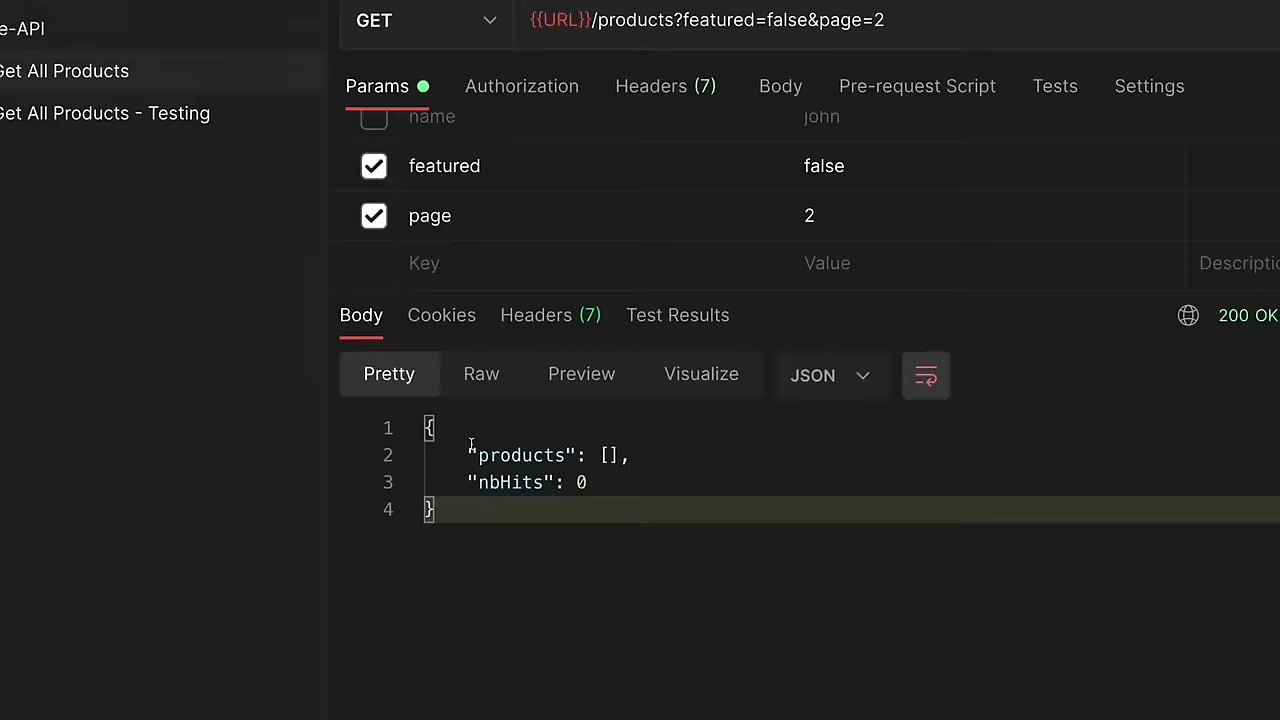 e-API
Get All Products
Get All Products - Testing
GET
{{URL}}/products?featured=false&page=2
Params Authorization Headers (7) Body Pre-request Script Tests Settings
name john
featured false
page 2
Key Value Descriptio
Body Cookies Headers (7) Test Results 200 OK
Pretty Raw Preview Visualize JSON
1 {
2 "products": [],
3 "nbHits": 0
4 }